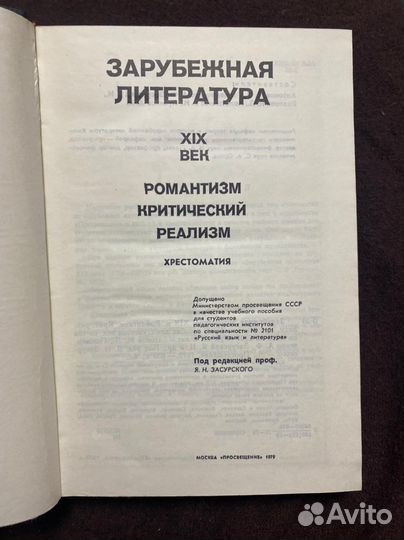 ЗАРУБЕЖНАЯ
ЛИТЕРАТУРА
XIX
ВЕК
РОМАНТИЗМ
КРИТИЧЕСКИЙ
РЕАЛИЗМ
ХРЕСТОМАТИЯ
Допущено
Министерством просвещения СССР
в качестве учебного пособия
для студентов
педагогических институтов
по специальности № 2101
«Русский язык и литература»
Под редакцией проф.
Я. Н. ЗАСУРСКОГО
МОСКВА «ПРОСВЕЩЕНИЕ» 1979
Avito